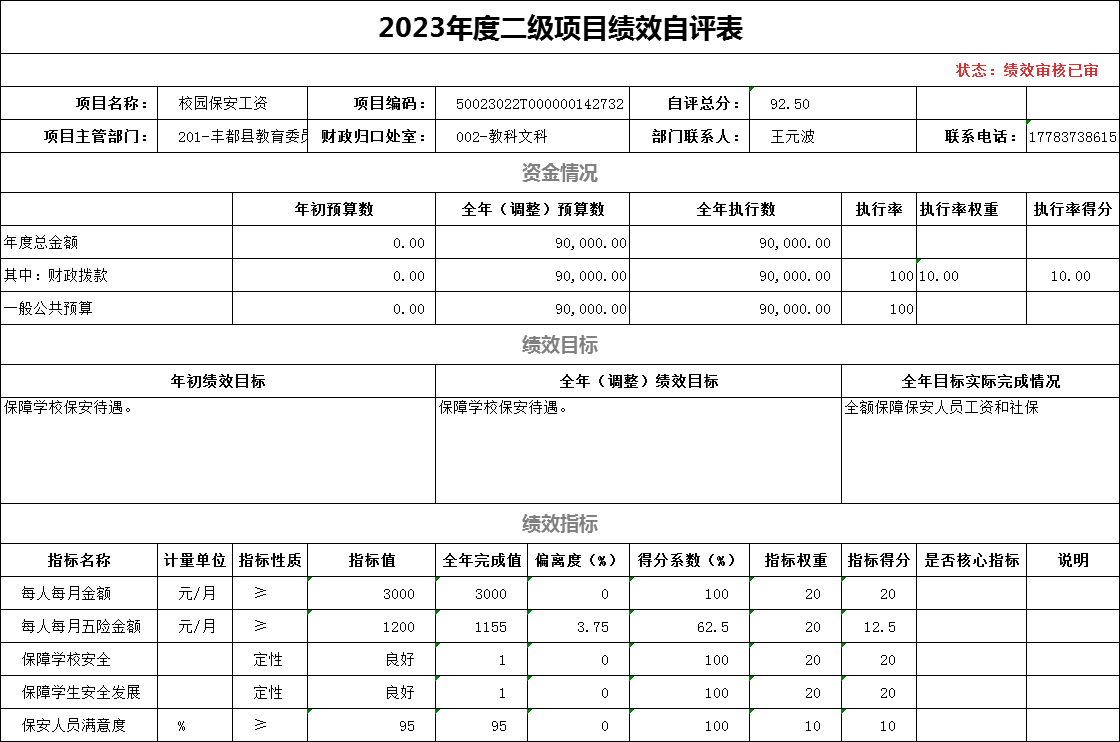 2023年度二级项目绩效自评表
状态：绩效审核已审
项目名称： 校园保安工资 项目编码： 50023022T000000142732 自评总分： 92.50
项目主管部门： 201-丰都县教育委员 财政归口处室： 002-教科文科 部门联系人： 王元波 联系电话： 17783738615
资金情况
年初预算数 全年（调整）预算数 全年执行数 执行率 执行率权重 执行率得分
年度总金额 0.00 90,000.00 90,000.00
其中：财政拨款 0.00 90,000.00 90,000.00 100 10.00 10.00
一般公共预算 0.00 90,000.00 90,000.00 100
绩效目标
年初绩效目标 全年（调整）绩效目标 全年目标实际完成情况
保障学校保安待遇。 保障学校保安待遇。 全额保障保安人员工资和社保
绩效指标
指标名称 计量单位 指标性质 指标值 全年完成值 偏离度（%） 得分系数（%） 指标权重 指标得分 是否核心指标 说明
每人每月金额 元/月 ≥ 3000 3000 0 100 20 20
每人每月五险金额 元/月 ≥ 1200 1155 3.75 62.5 20 12.5
保障学校安全 定性 良好 1 0 100 20 20
保障学生安全发展 定性 良好 1 0 100 20 20
保安人员满意度 % ≥ 95 95 0 100 10 10